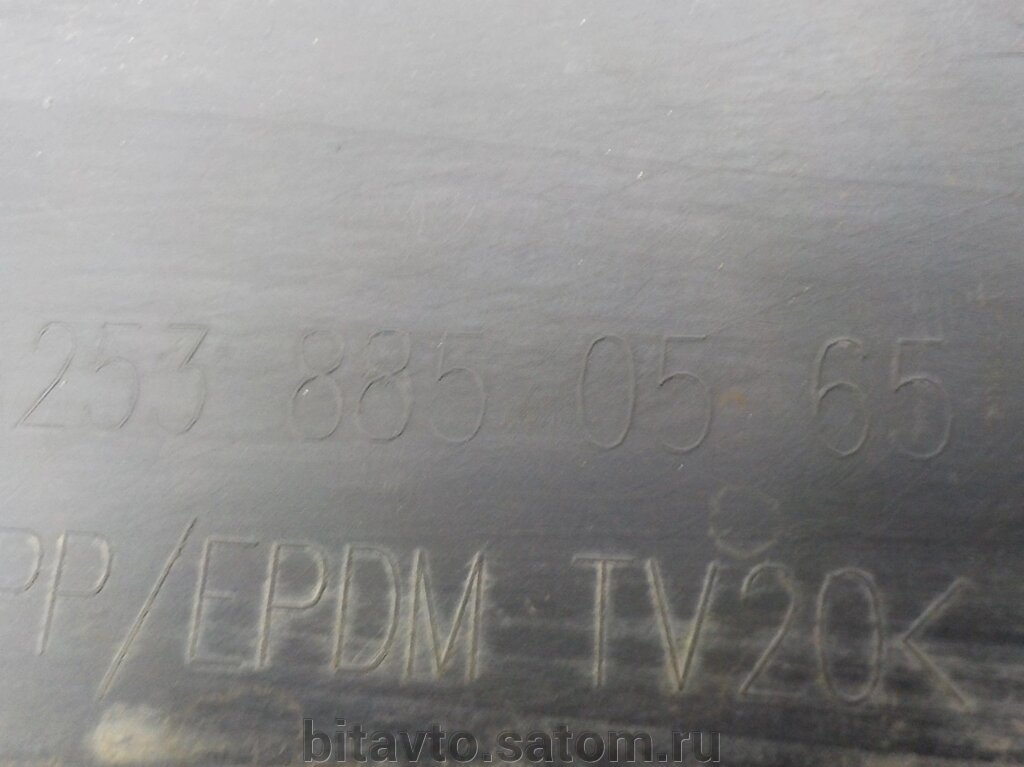 253 885 05 65
PP/EPDM TV20<
bitavto.satom.ru